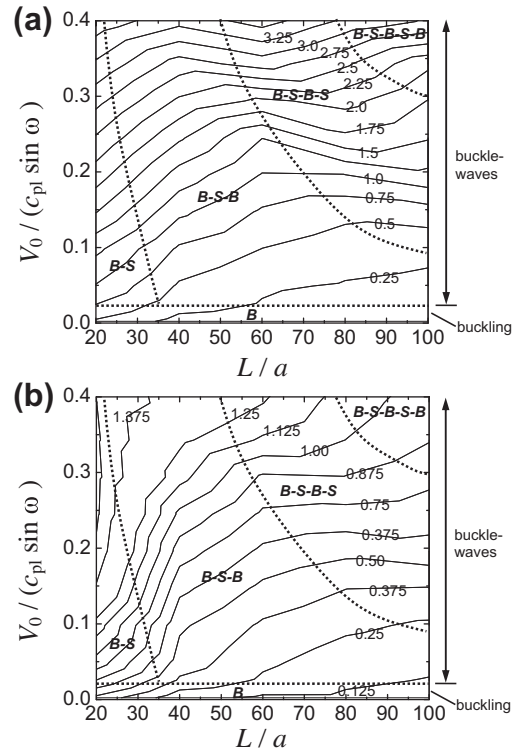 (a)
0.4
0.3
0.2
0.1
0.0
V0 / (cpl sin ω)
3.25
3.0
2.75
2.5
2.25
2.0
1.75
1.5
1.0
0.75
0.5
0.25
B-S-B-S-B
B-S-B-S
B-S-B
B-S
B
buckle-
waves
buckling
20 30 40 50 60 70 80 90 100
L / a
(b)
0.4
0.3
0.2
0.1
0.0
V0 / (cpl sin ω)
1.375
1.25
1.125
1.00
0.875
0.75
0.375
0.50
0.375
0.25
0.125
B-S-B-S-B
B-S-B-S
B-S-B
B-S
B
buckle-
waves
buckling
20 30 40 50 60 70 80 90 100
L / a